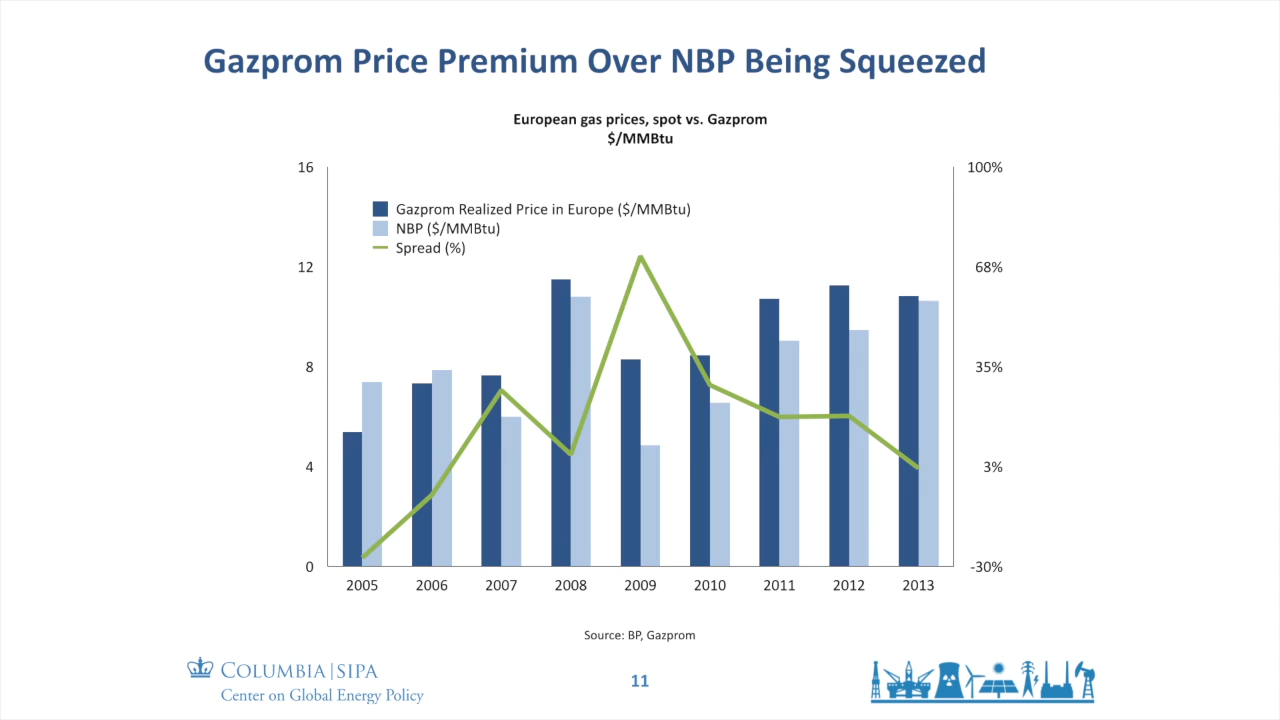 Gazprom Price Premium Over NBP Being Squeezed
European gas prices, spot vs. Gazprom
$/MMBtu
16
100%
Gazprom Realized Price in Europe ($/MMBtu)
NBP ($/MMBtu)
Spread (%)
12
68%
8
35%
4
3%
0
-30%
2005 2006 2007 2008 2009 2010 2011 2012 2013
Source: BP, Gazprom
COLUMBIA | SIPA
Center on Global Energy Policy
11